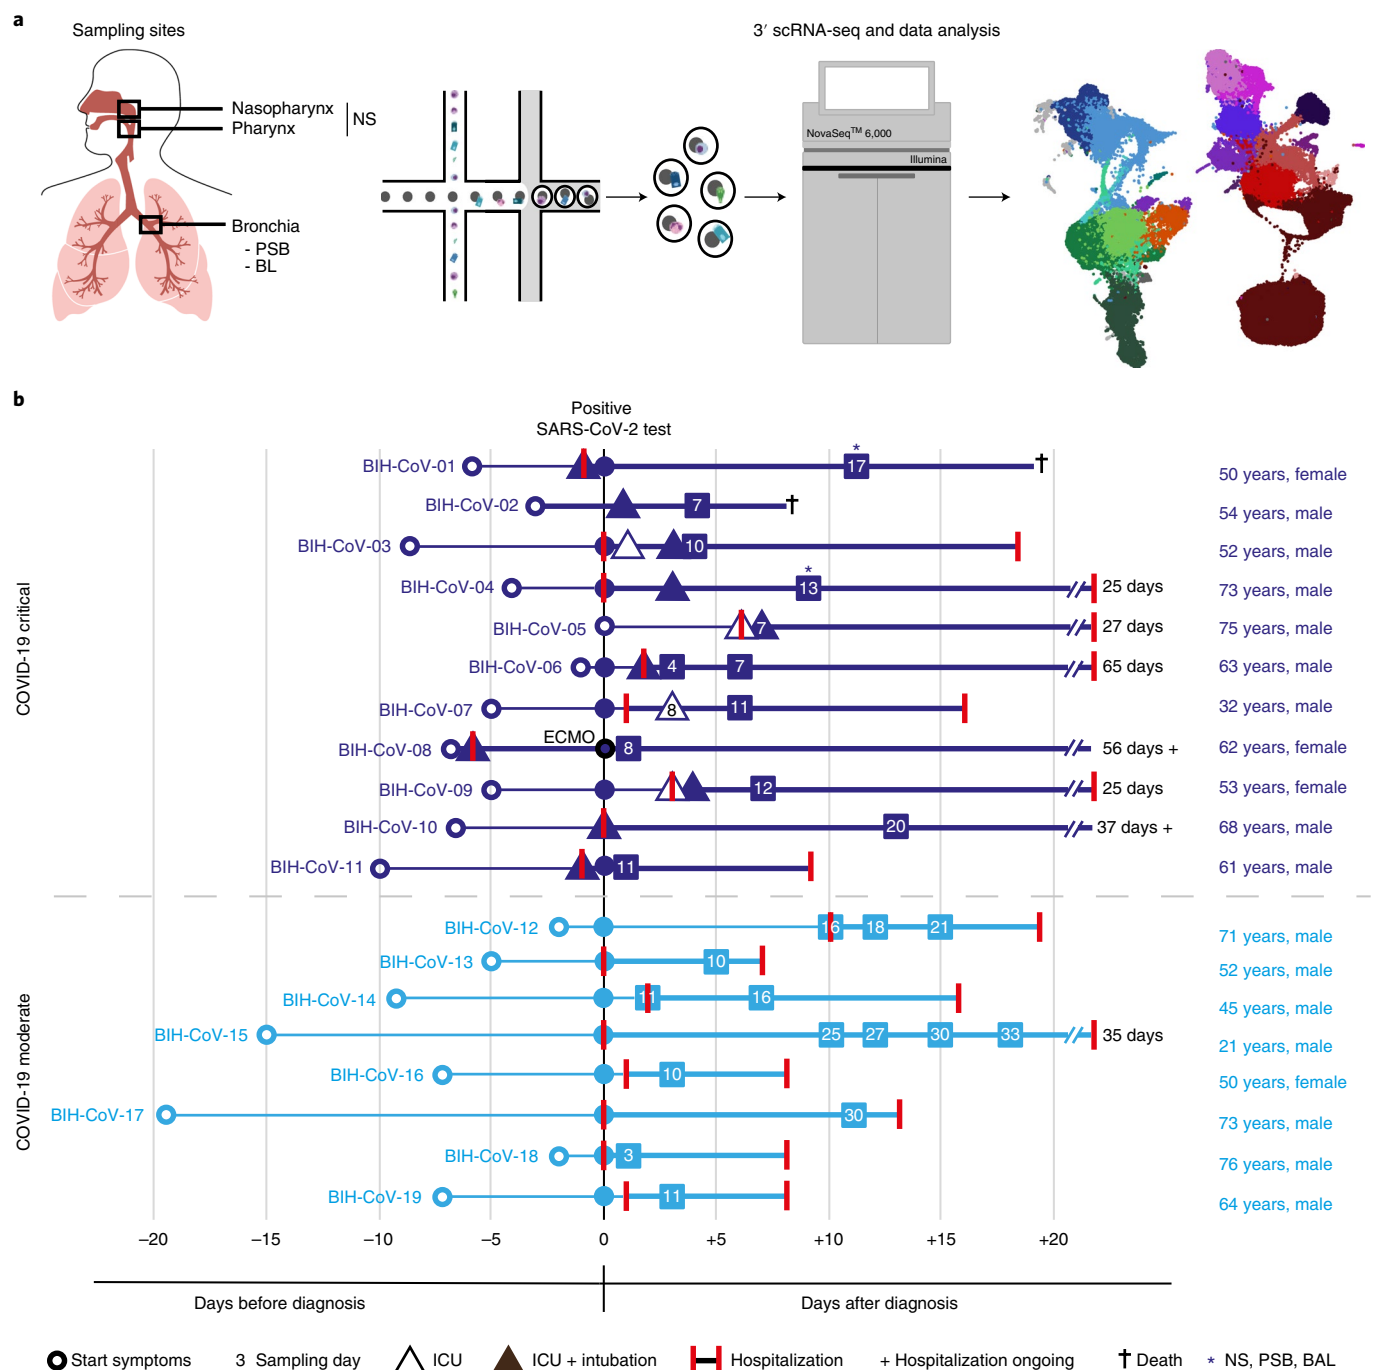 a
Sampling sites
3′ scRNA-seq and data analysis
Nasopharynx
Pharynx
NS
Bronchia
- PSB
- BL
NovaSeq™ 6,000
Illumina
b
Positive
SARS-CoV-2 test
COVID-19 critical
BIH-CoV-01 * 17 † 50 years, female
BIH-CoV-02 7 † 54 years, male
BIH-CoV-03 10 52 years, male
BIH-CoV-04 * 13 25 days 73 years, male
BIH-CoV-05 7 27 days 75 years, male
BIH-CoV-06 4 7 65 days 63 years, male
BIH-CoV-07 8 11 32 years, male
BIH-CoV-08 ECMO 8 56 days + 62 years, female
BIH-CoV-09 12 25 days 53 years, female
BIH-CoV-10 20 37 days + 68 years, male
BIH-CoV-11 11 61 years, male
COVID-19 moderate
BIH-CoV-12 16 18 21 71 years, male
BIH-CoV-13 10 52 years, male
BIH-CoV-14 11 16 45 years, male
BIH-CoV-15 25 27 30 33 35 days 21 years, male
BIH-CoV-16 10 50 years, female
BIH-CoV-17 30 73 years, male
BIH-CoV-18 3 76 years, male
BIH-CoV-19 11 64 years, male
–20 –15 –10 –5 0 +5 +10 +15 +20
Days before diagnosis Days after diagnosis
Start symptoms 3 Sampling day ICU ICU + intubation Hospitalization + Hospitalization ongoing † Death * NS, PSB, BAL